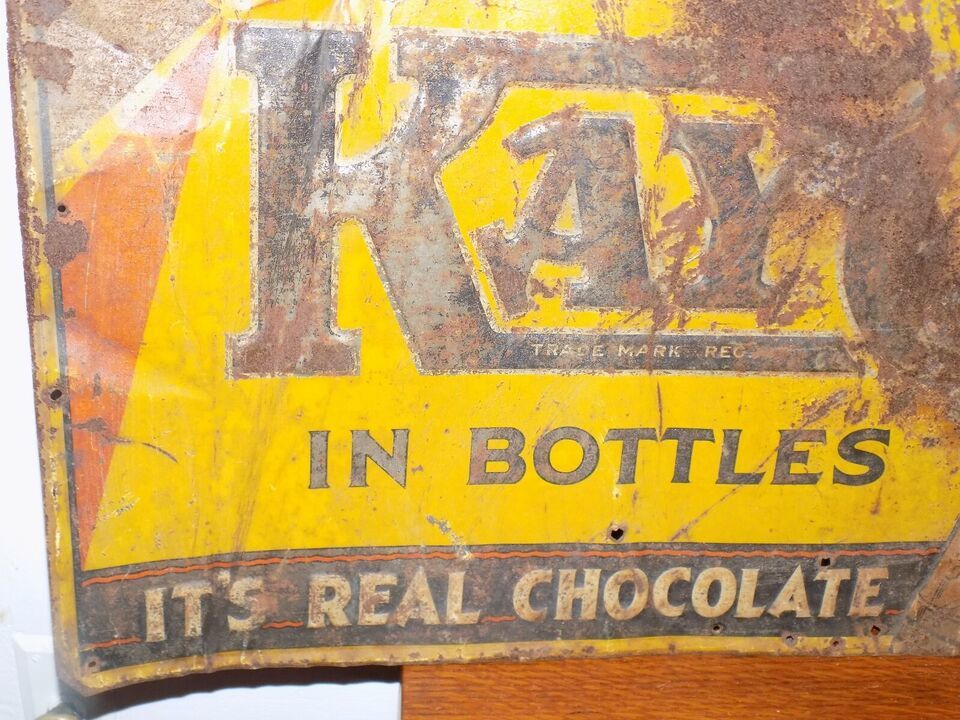 KAY
TRADE MARK REG.
IN BOTTLES
IT'S REAL CHOCOLATE